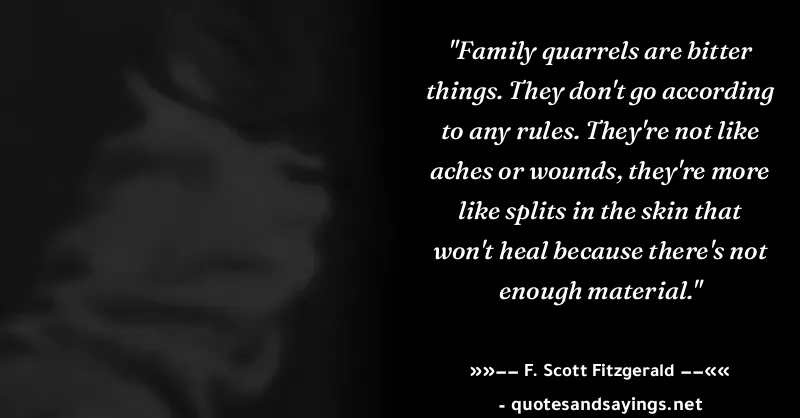 "Family quarrels are bitter
things. They don't go according
to any rules. They're not like
aches or wounds, they're more
like splits in the skin that
won't heal because there's not
enough material."
»»−− F. Scott Fitzgerald −−««
- quotesandsayings.net